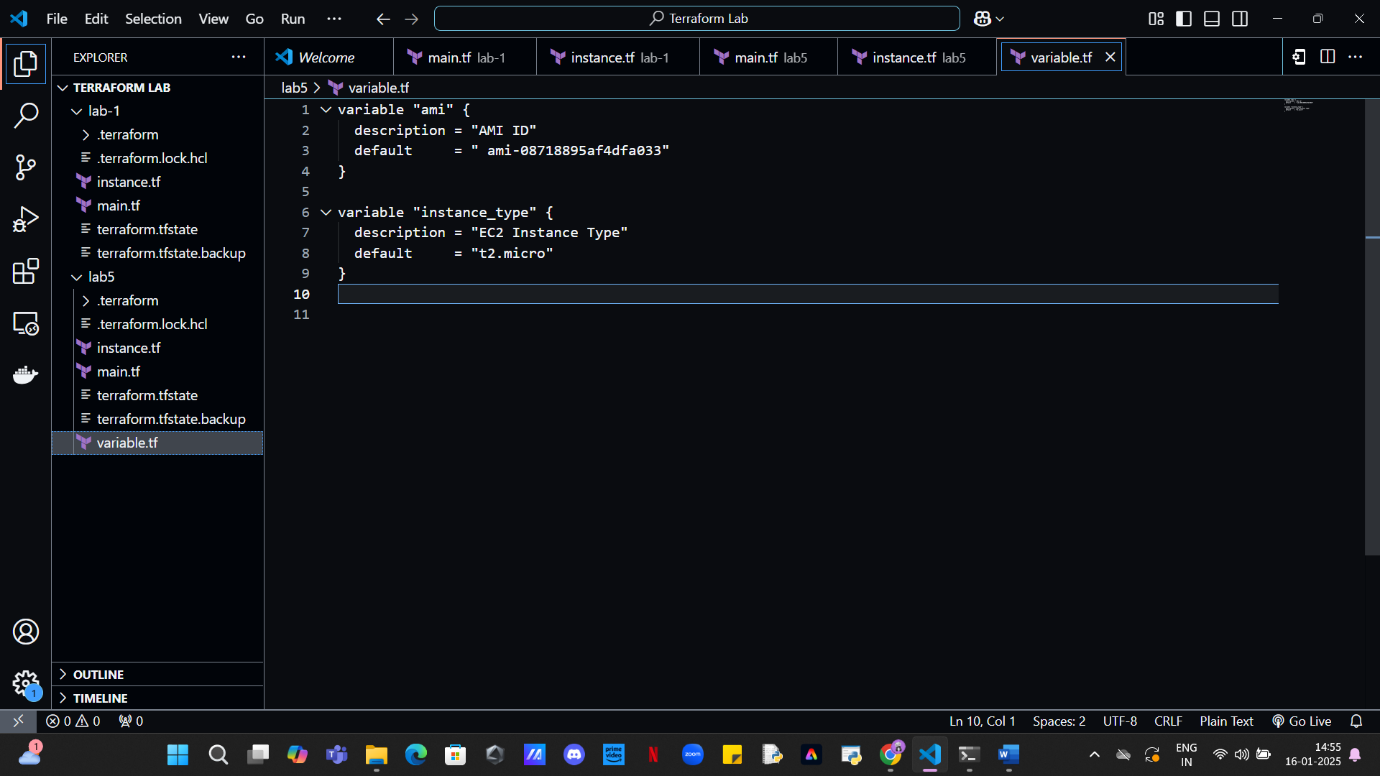 File Edit Selection View Go Run ··· Terraform Lab
EXPLORER ···
Welcome main.tf lab-1 instance.tf lab-1 main.tf lab5 instance.tf lab5 variable.tf
TERRAFORM LAB
lab-1
.terraform
.terraform.lock.hcl
instance.tf
main.tf
terraform.tfstate
terraform.tfstate.backup
lab5
.terraform
.terraform.lock.hcl
instance.tf
main.tf
terraform.tfstate
terraform.tfstate.backup
variable.tf
OUTLINE
TIMELINE
lab5 > variable.tf
1 variable "ami" {
2 description = "AMI ID"
3 default = " ami-08718895af4dfa033"
4 }
5
6 variable "instance_type" {
7 description = "EC2 Instance Type"
8 default = "t2.micro"
9 }
10
11
1
0 0 0 Ln 10, Col 1 Spaces: 2 UTF-8 CRLF Plain Text Go Live
1
prime video
zoom
ENG
IN
14:55
16-01-2025